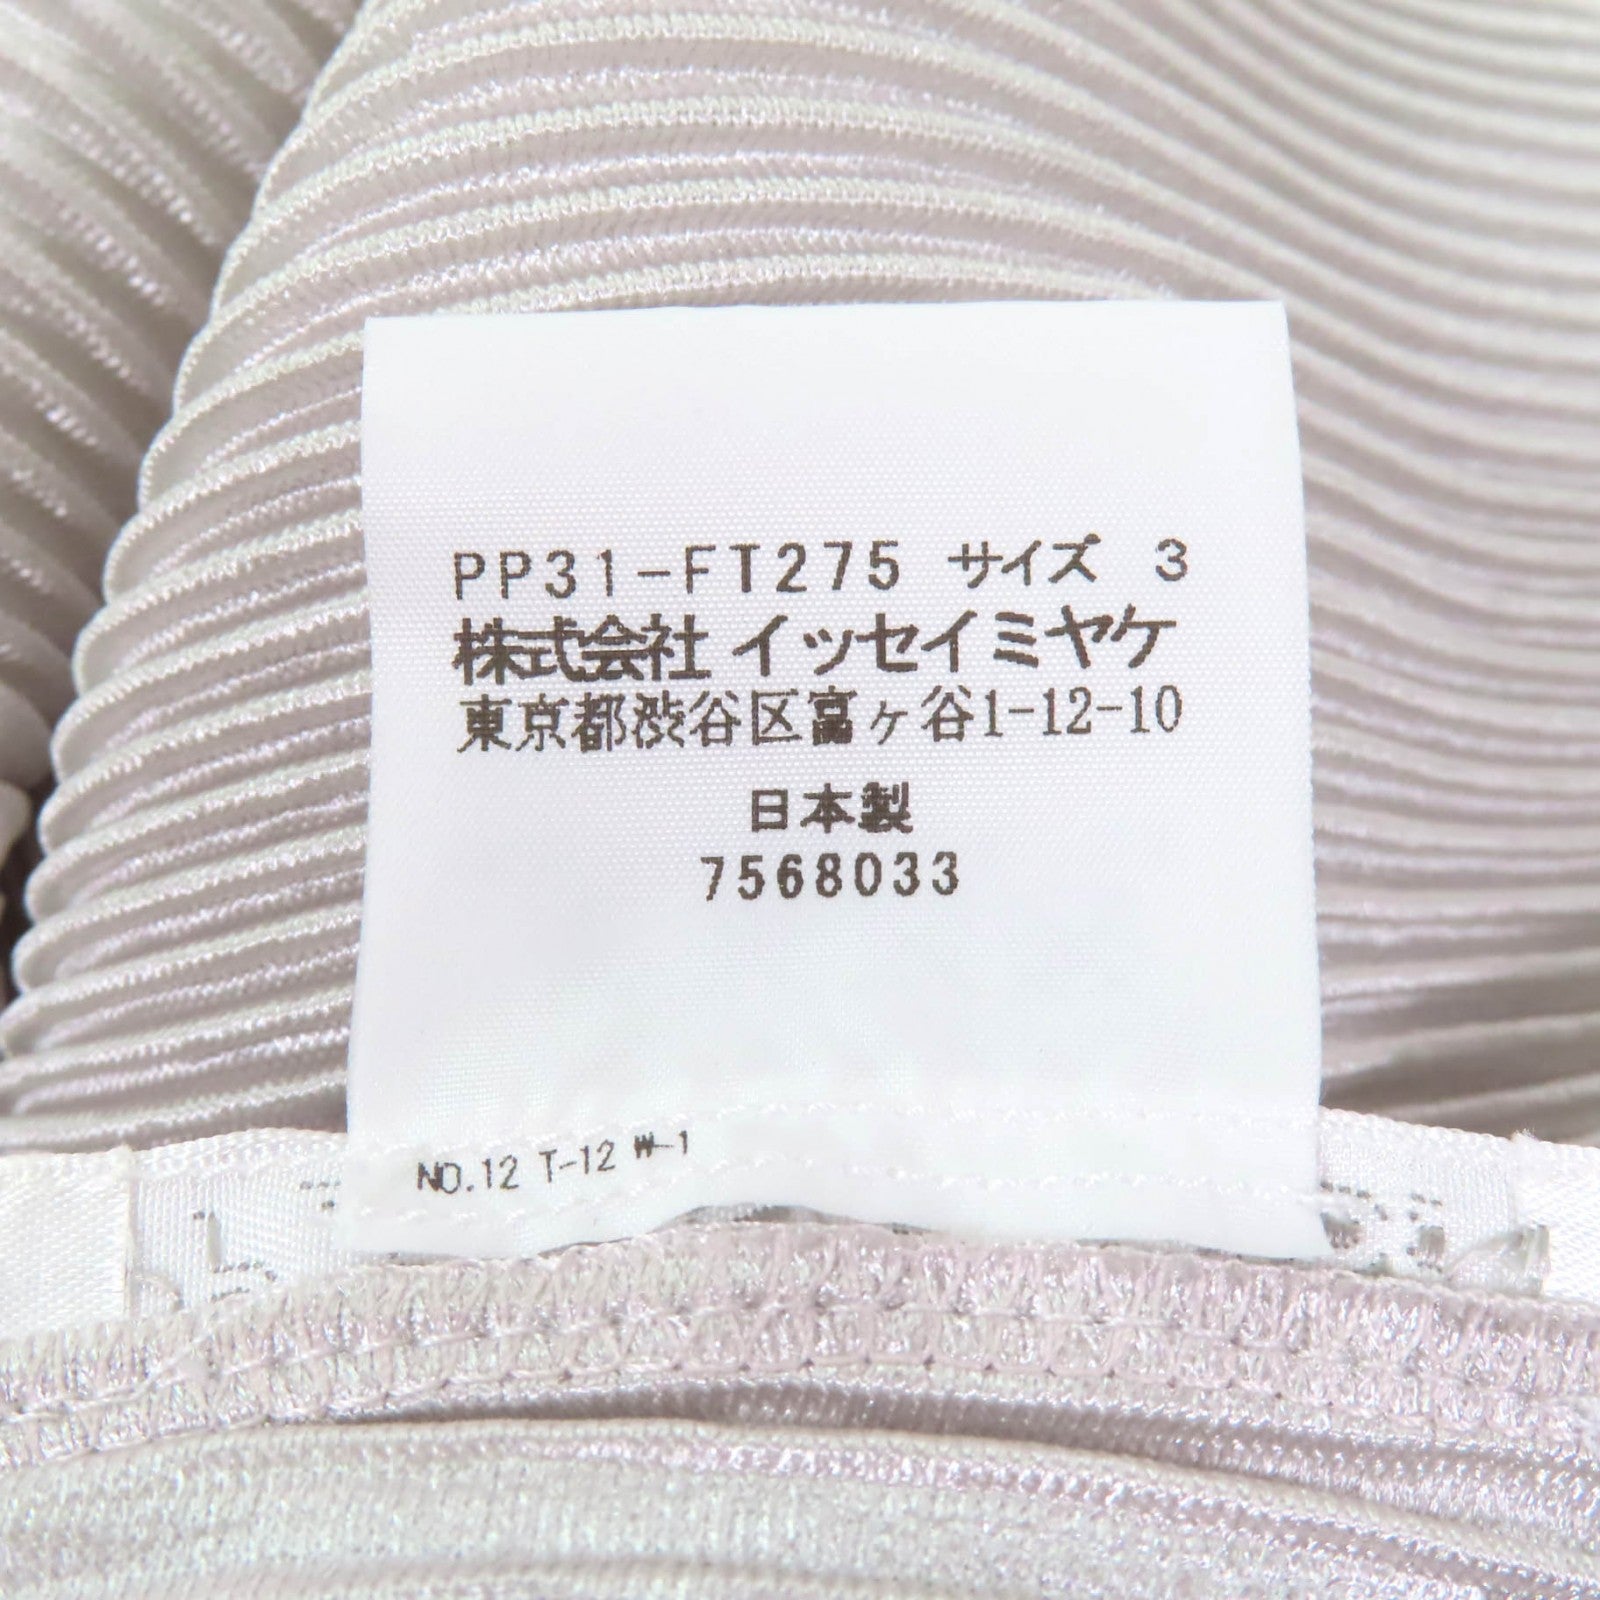 PP31-FT275 サイズ 3
株式会社 イッセイミヤケ
東京都渋谷区富ヶ谷1-12-10
日本製
7568033
NO.12 T-12 W-1